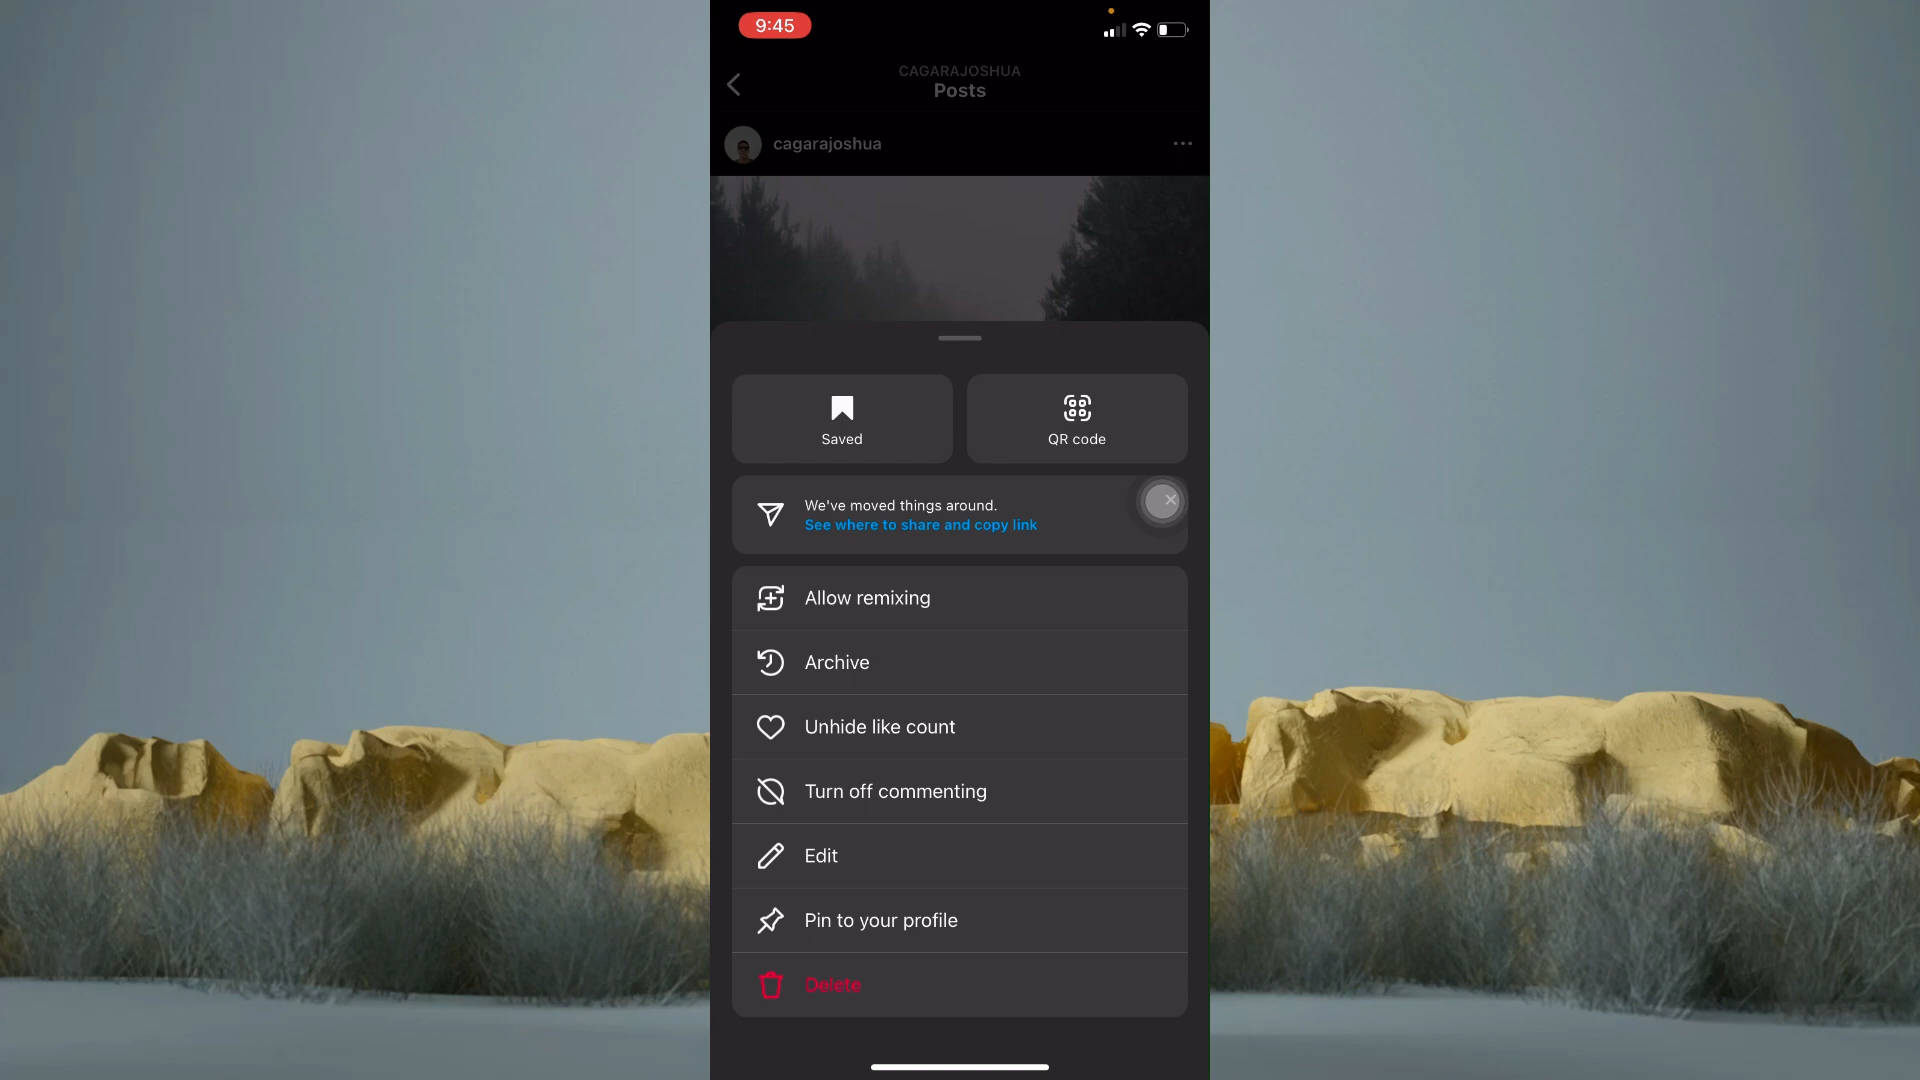 9:45
CAGARAJOSHUA
Posts
cagarajoshua
Saved
QR code
We've moved things around.
See where to share and copy link
Allow remixing
Archive
Unhide like count
Turn off commenting
Edit
Pin to your profile
Delete